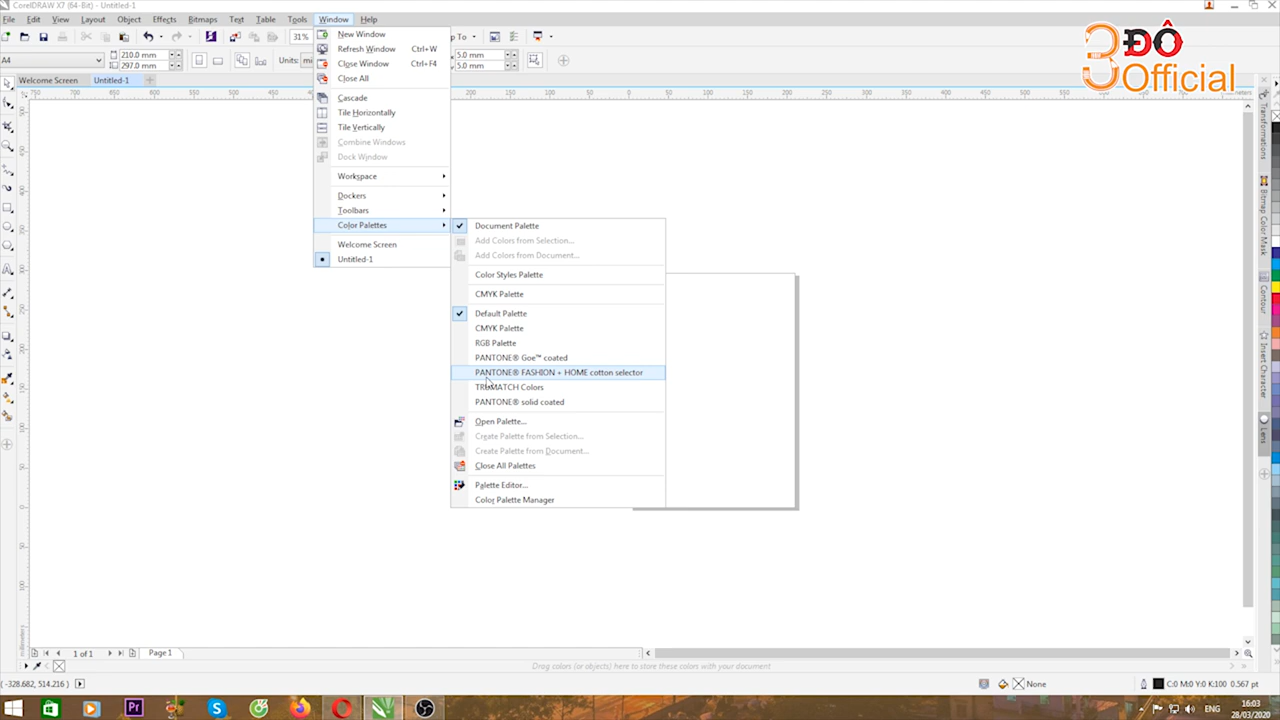 CorelDRAW X7 (64-Bit) - Untitled-1
File View Layout Object Effects Bitmaps Text Table Tools Window Help
31%
A4
210.0 mm
297.0 mm
Units:
5.0 mm
5.0 mm
3 ĐÔ
Official
Welcome Screen Untitled-1
New Window
Refresh Window Ctrl+W
Close Window Ctrl+F4
Close All
Cascade
Tile Horizontally
Tile Vertically
Combine Windows
Dock Window
Workspace
Dockers
Toolbars
Color Palettes
Welcome Screen
Untitled-1
Document Palette
Add Colors from Selection...
Add Colors from Document...
Color Styles Palette
CMYK Palette
Default Palette
CMYK Palette
RGB Palette
PANTONE® Goe™ coated
PANTONE® FASHION + HOME cotton selector
TRUMATCH Colors
PANTONE® solid coated
Open Palette...
Create Palette from Selection...
Create Palette from Document...
Close All Palettes
Palette Editor...
Color Palette Manager
Transformations
Bitmap Color Mask
Contour
Insert Character
Lens
1 of 1
Page 1
Drag colors (or objects) here to store these colors with your document
(-328.682, 514.216)
None
C:0 M:0 Y:0 K:100 0.567 pt
ENG
16:03
28/03/2020